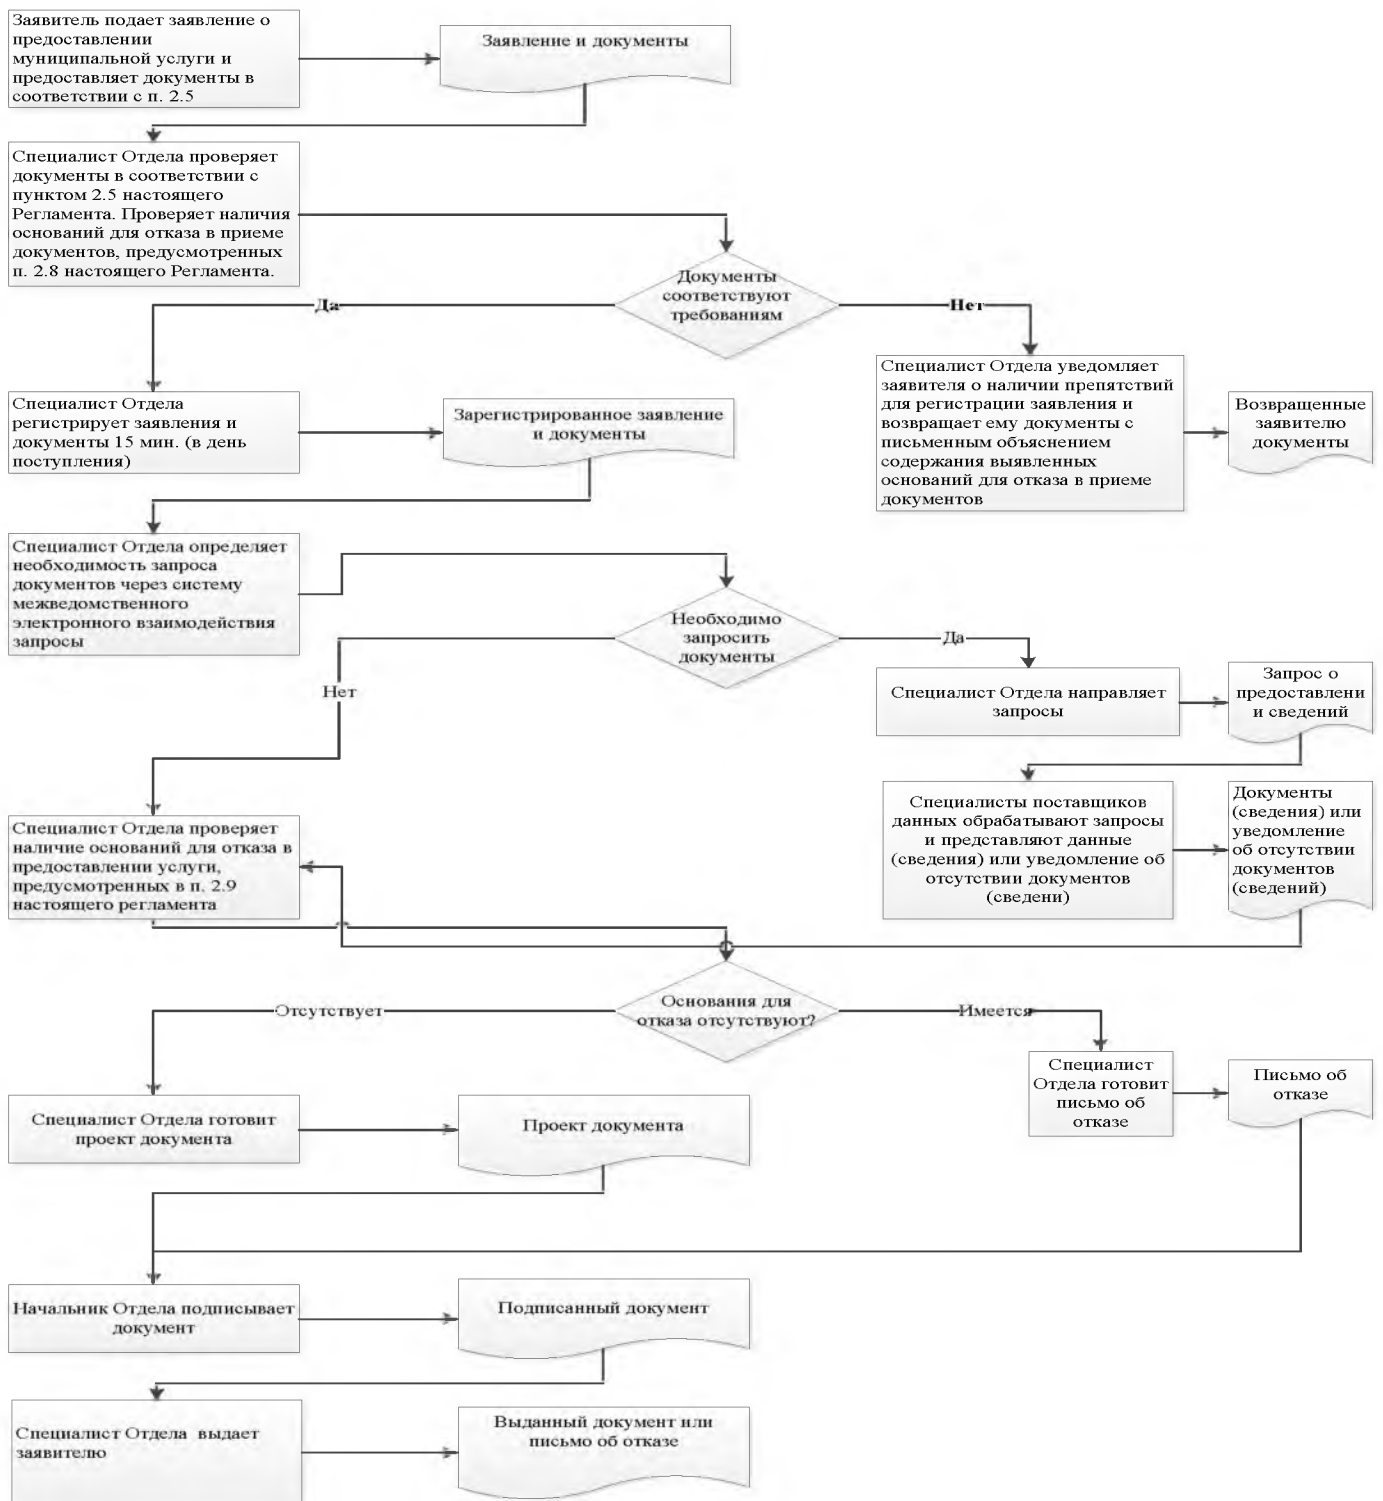 Заявитель подает заявление о
предоставлении
муниципальной услуги и
предоставляет документы в
соответствии с п. 2.5
Заявление и документы
Специалист Отдела проверяет
документы в соответствии с
пунктом 2.5 настоящего
Регламента. Проверяет наличия
оснований для отказа в приеме
документов, предусмотренных
п. 2.8 настоящего Регламента.
Документы
соответствуют
требованиям
Да
Нет
Специалист Отдела
регистрирует заявления и
документы 15 мин. (в день
поступления)
Зарегистрированное заявление
и документы
Специалист Отдела уведомляет
заявителя о наличии препятствий
для регистрации заявления и
возвращает ему документы с
письменным объяснением
содержания выявленных
оснований для отказа в приеме
документов
Возвращенные
заявителю
документы
Специалист Отдела определяет
необходимость запроса
документов через систему
межведомственного
электронного взаимодействия
запросы
Необходимо
запросить
документы
Да
Нет
Специалист Отдела направляет
запросы
Запрос о
предоставлени
и сведений
Специалисты поставщиков
данных обрабатывают запросы
и представляют данные
(сведения) или уведомление об
отсутствии документов
(сведени)
Документы
(сведения) или
уведомление
об отсутствии
документов
(сведений)
Специалист Отдела проверяет
наличие оснований для отказа в
предоставлении услуги,
предусмотренных в п. 2.9
настоящего регламента
Основания для
отказа отсутствуют?
Отсутствует
Имеется
Специалист
Отдела готовит
письмо об
отказе
Письмо об
отказе
Специалист Отдела готовит
проект документа
Проект документа
Начальник Отдела подписывает
документ
Подписанный документ
Специалист Отдела  выдает
заявителю
Выданный документ или
письмо об отказе